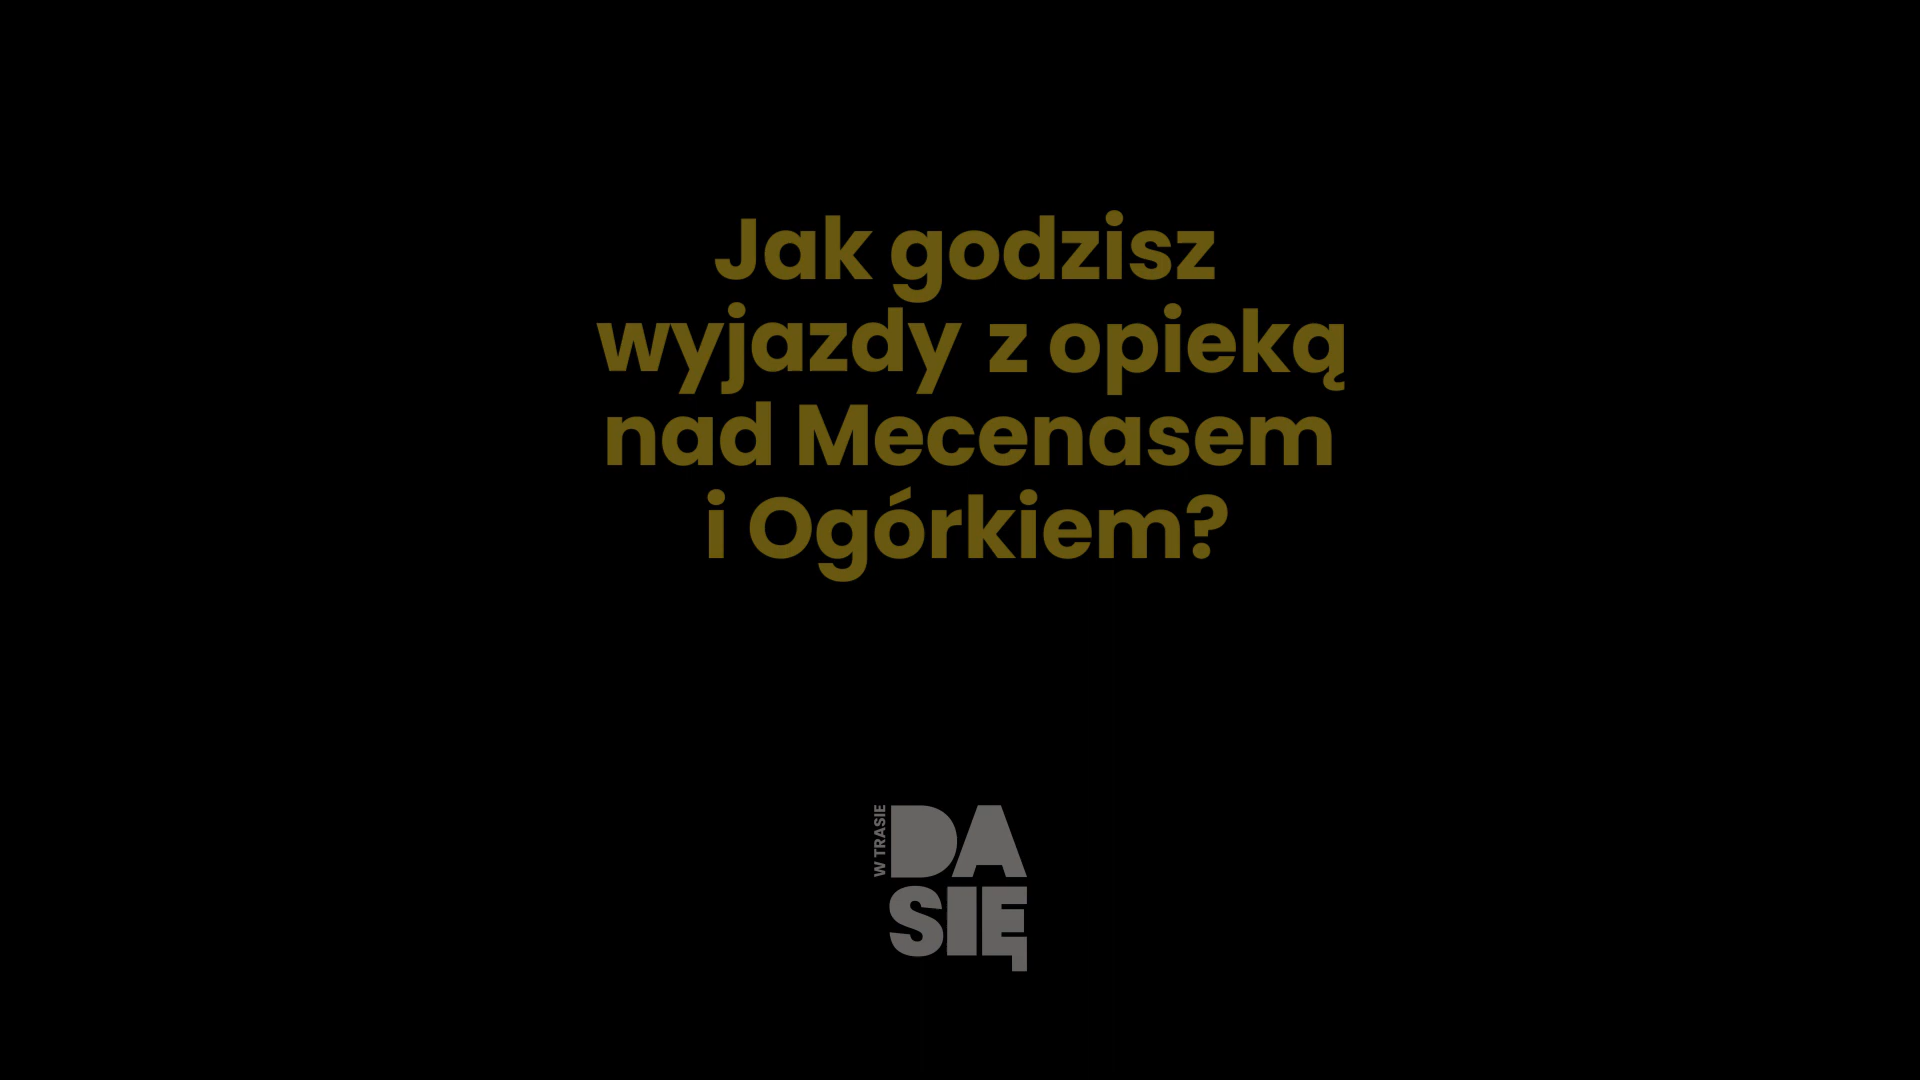 Jak godzisz
wyjazdy z opieką
nad Mecenasem
i Ogórkiem?
W TRASIE
DA
SIĘ